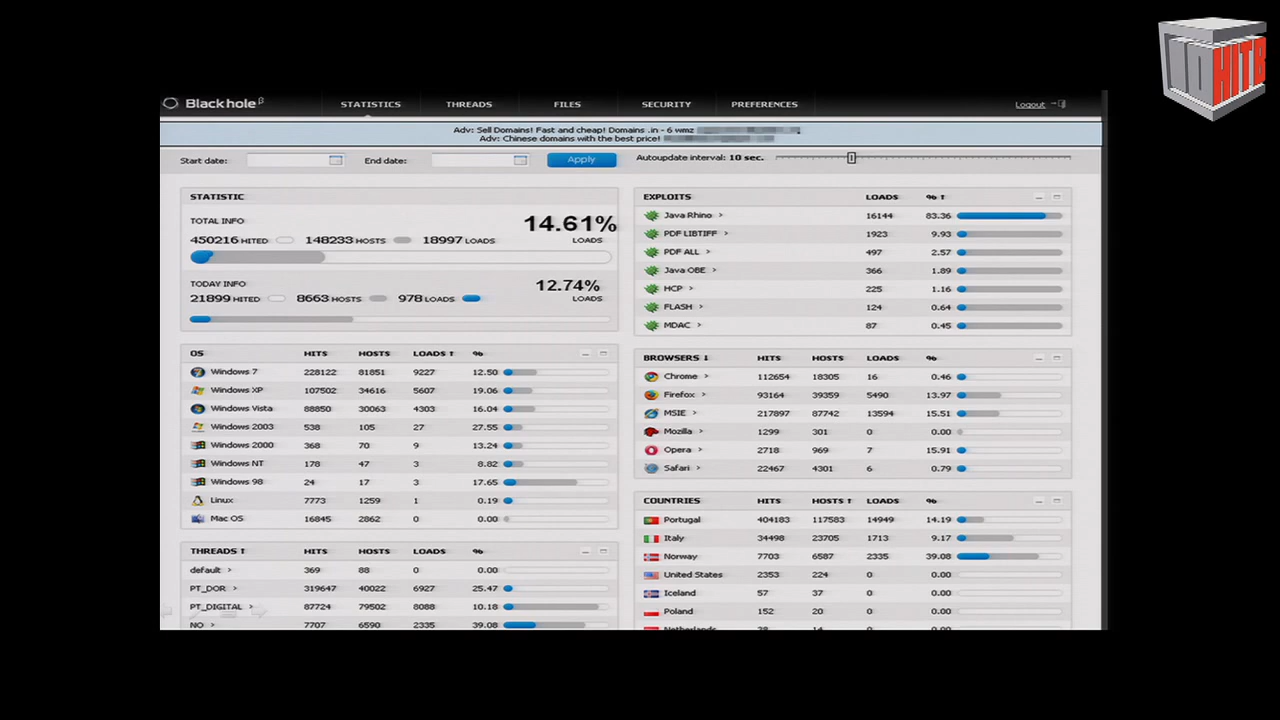 HITB
Blackhole β
STATISTICS THREADS FILES SECURITY PREFERENCES Logout
Adv: Sell Domains! Fast and cheap! Domains .in - 6 wmz
Adv: Chinese domains with the best price!
Start date: End date: Apply Autoupdate interval: 10 sec.
STATISTIC
TOTAL INFO 14.61%
450216 HITED 148233 HOSTS 18997 LOADS LOADS
TODAY INFO 12.74%
21899 HITED 8663 HOSTS 978 LOADS LOADS
OS HITS HOSTS LOADS ↑ %
Windows 7 228122 81851 9227 12.50
Windows XP 107502 34616 5607 19.06
Windows Vista 88850 30063 4303 16.04
Windows 2003 538 105 27 27.55
Windows 2000 368 70 9 13.24
Windows NT 178 47 3 8.82
Windows 98 24 17 3 17.65
Linux 7773 1259 1 0.19
Mac OS 16845 2862 0 0.00
THREADS ↑ HITS HOSTS LOADS %
default > 369 88 0 0.00
PT_DOR > 319647 40022 6927 25.47
PT_DIGITAL > 87724 79502 8088 10.18
NO > 7707 6590 2335 39.08
EXPLOITS LOADS % ↑
Java Rhino > 16144 83.36
PDF LIBTIFF > 1923 9.93
PDF ALL > 497 2.57
Java OBE > 366 1.89
HCP > 225 1.16
FLASH > 124 0.64
MDAC > 87 0.45
BROWSERS ↓ HITS HOSTS LOADS %
Chrome > 112654 18305 16 0.46
Firefox > 93164 39359 5490 13.97
MSIE > 217897 87742 13594 15.51
Mozilla > 1299 301 0 0.00
Opera > 2718 969 7 15.91
Safari > 22467 4301 6 0.79
COUNTRIES HITS HOSTS ↑ LOADS %
Portugal 404183 117583 14949 14.19
Italy 34498 23705 1713 9.17
Norway 7703 6587 2335 39.08
United States 2353 224 0 0.00
Iceland 57 37 0 0.00
Poland 152 20 0 0.00
Netherlands 0 0.00